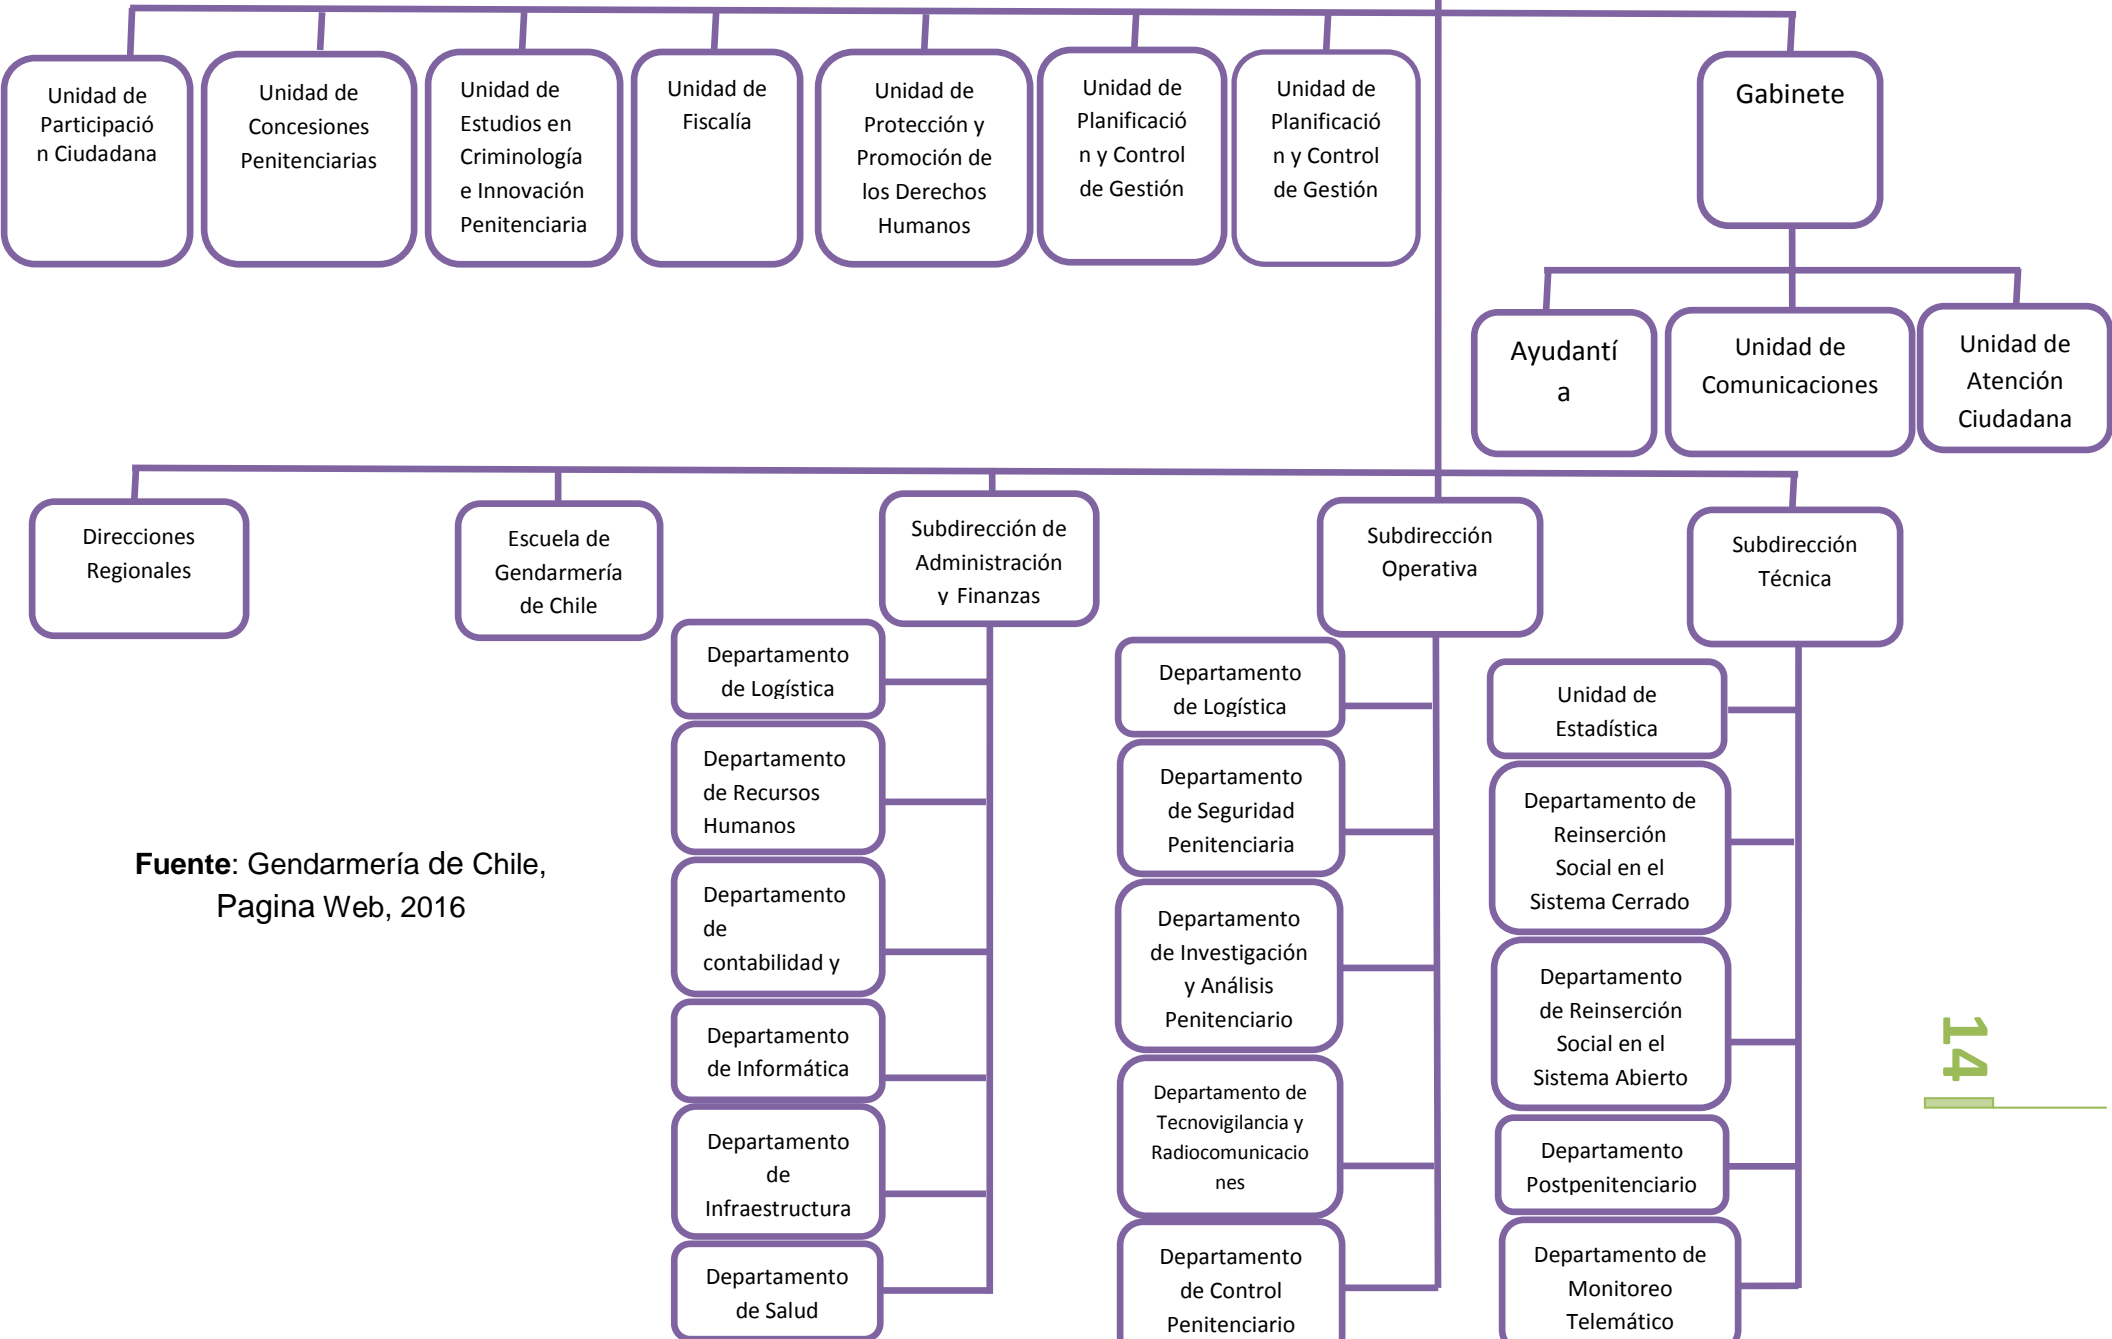 Unidad de
Participació
n Ciudadana
Unidad de
Concesiones
Penitenciarias
Unidad de
Estudios en
Criminología
e Innovación
Penitenciaria
Unidad de
Fiscalía
Unidad de
Protección y
Promoción de
los Derechos
Humanos
Unidad de
Planificació
n y Control
de Gestión
Unidad de
Planificació
n y Control
de Gestión
Gabinete
Ayudantí
a
Unidad de
Comunicaciones
Unidad de
Atención
Ciudadana
Direcciones
Regionales
Escuela de
Gendarmería
de Chile
Subdirección de
Administración
y Finanzas
Subdirección
Operativa
Subdirección
Técnica
Departamento
de Logística
Departamento
de Recursos
Humanos
Departamento
de
contabilidad y
Departamento
de Informática
Departamento
de
Infraestructura
Departamento
de Salud
Departamento
de Logística
Departamento
de Seguridad
Penitenciaria
Departamento
de Investigación
y Análisis
Penitenciario
Departamento de
Tecnovigilancia y
Radiocomunicacio
nes
Departamento
de Control
Penitenciario
Unidad de
Estadística
Departamento de
Reinserción
Social en el
Sistema Cerrado
Departamento
de Reinserción
Social en el
Sistema Abierto
Departamento
Postpenitenciario
Departamento de
Monitoreo
Telemático
Fuente: Gendarmería de Chile,
Pagina Web, 2016
14